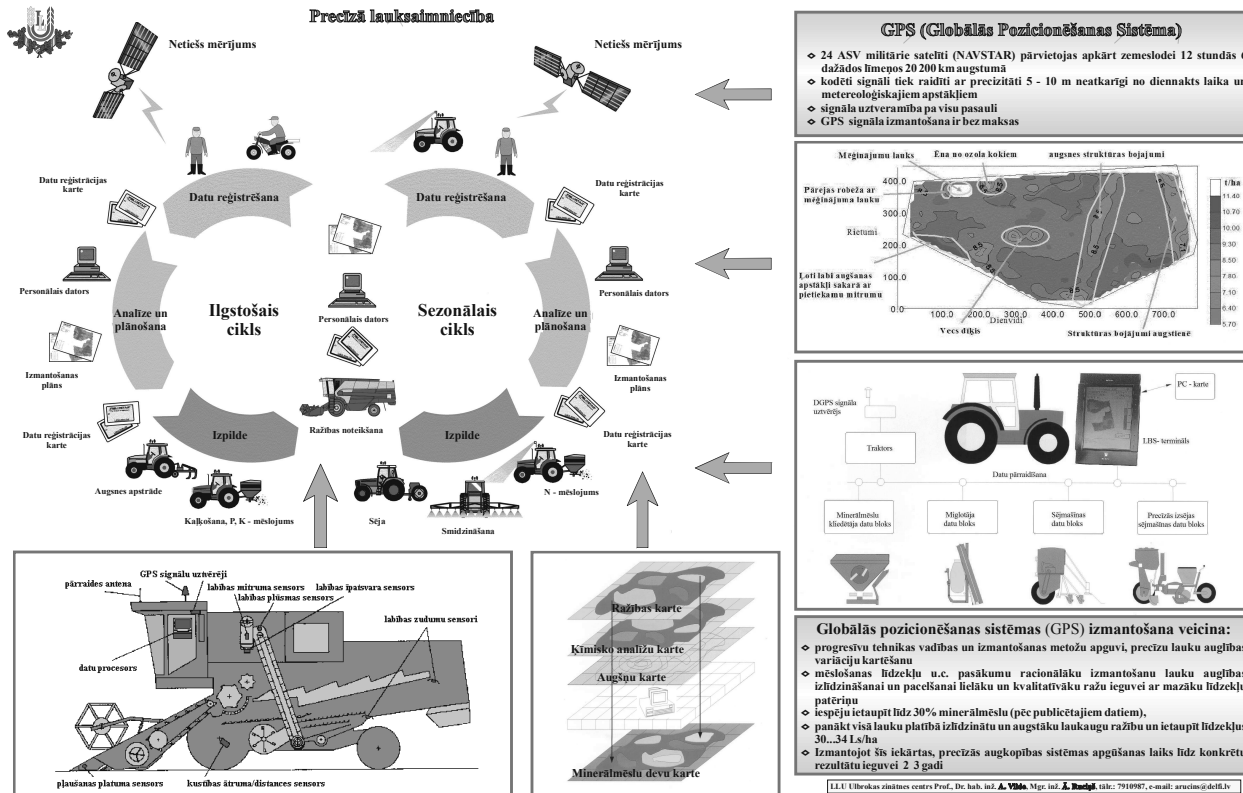 Precīzā lauksaimniecība
Netiešs mērījums
Netiešs mērījums
Datu reģistrācijas
karte
Datu reģistrēšana
Datu reģistrēšana
Datu reģistrācijas
karte
Personālais dators
Personālais dators
Personālais dators
Analīze un
plānošana
Ilgstošais
cikls
Sezonālais
cikls
Analīze un
plānošana
Izmantošanas
plāns
Izmantošanas
plāns
Datu reģistrācijas
karte
Izpilde
Ražības noteikšana
Izpilde
Datu reģistrācijas
karte
Augsnes apstrāde
Kaļķošana, P, K - mēslojums
Sēja
Smidzināšana
N - mēslojums
GPS signālu uztvērēji
pārraides antena
labības mitruma sensors
labības plūsmas sensors
labības īpatsvara sensors
labības zudumu sensori
datu procesors
pļaušanas platuma sensors
kustības ātruma/distances sensors
Ražības karte
Ķīmisko analīžu karte
Augšņu karte
Minerālmēslu devu karte
GPS (Globālās Pozicionēšanas Sistēma)
24 ASV militārie satelīti (NAVSTAR) pārvietojas apkārt zemeslodei 12 stundās 6
dažādos līmeņos 20 200 km augstumā
kodēti signāli tiek raidīti ar precizitāti 5 - 10 m neatkarīgi no diennakts laika un
metereoloģiskajiem apstākļiem
signāla uztveramība pa visu pasauli
GPS signāla izmantošana ir bez maksas
Mēģinājumu lauks
Ēna no ozola kokiem
augsnes struktūras bojajumi
Pārejas robeža ar
mēģinājuma lauku
Rietumi
Ļoti labi augšanas
apstākļi sakarā ar
pietiekamu mitrumu
400.0
300.0
200.0
100.0
0.0
100.0 200.0 300.0 400.0 500.0 600.0 700.0
Dienvidi
Vecs dīķis
Struktūras bojājumi augstienē
8.5
8.5
8.5
8.5
t/ha
11.40
10.70
10.00
9.30
8.60
7.50
7.10
6.40
5.70
DGPS signāla
uztvērējs
PC - karte
Traktors
LBS- termināls
Datu pārraidīšana
Minerālmēslu
kliedētāja datu bloks
Miglotāja
datu bloks
Sējmašīnas
datu bloks
Precīzās izsējas
sējmašīnas datu bloks
Globālās pozicionēšanas sistēmas (GPS) izmantošana veicina:
progresīvu tehnikas vadības un izmantošanas metožu apguvi, precīzu lauku auglības
variāciju kartēšanu
mēslošanas līdzekļu u.c. pasākumu racionālāku izmantošanu lauku auglības
izlīdzināšanai un pacelšanai lielāku un kvalitatīvāku ražu ieguvei ar mazāku līdzekļu
patēriņu
iespēju ietaupīt līdz 30% minerālmēslu (pēc publicētajiem datiem),
panākt visā lauku platībā izlīdzinātu un augstāku laukaugu ražību un ietaupīt līdzekļus
30...34 Ls/ha
Izmantojot šīs iekārtas, precīzās augkopības sistēmas apgūšanas laiks līdz konkrētu
rezultātu ieguvei 2 3 gadi
LLU Ulbrokas zinātnes centrs Prof., Dr. hab. inž. A. Vilde, Mgr. inž. Ā. Ruciņš, tālr.: 7910987, e-mail: arucins@delfi.lv